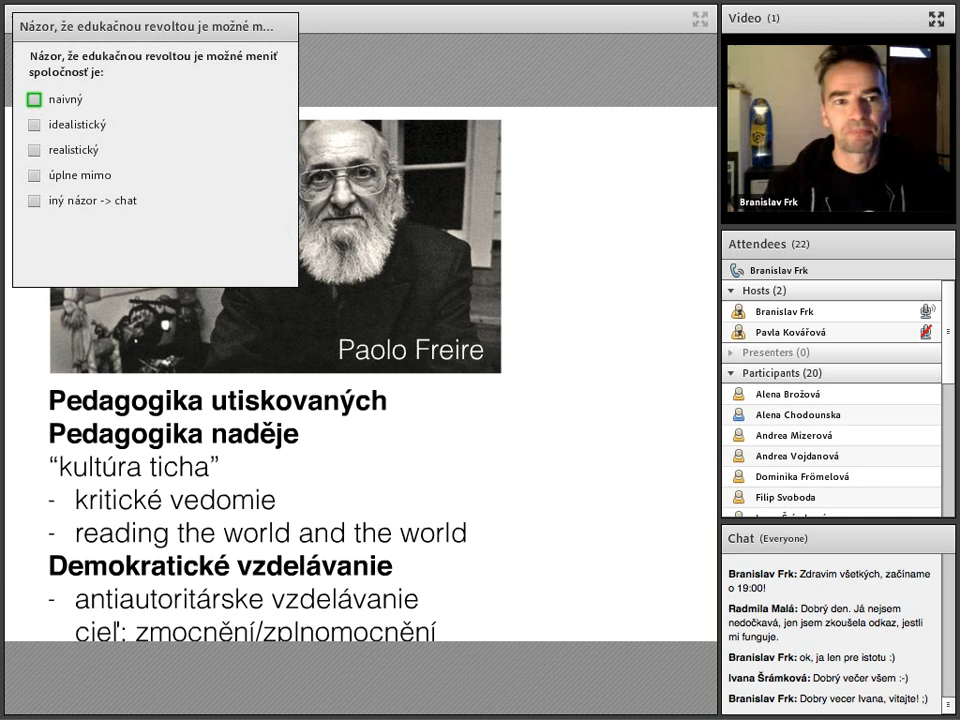 Názor, že edukačnou revoltou je možné m...
Názor, že edukačnou revoltou je možné meniť
spoločnosť je:
naivný
idealistický
realistický
úplne mimo
iný názor -> chat
Paolo Freire
Pedagogika utiskovaných
Pedagogika naděje
“kultúra ticha”
- kritické vedomie
- reading the world and the world
Demokratické vzdelávanie
- antiautoritárske vzdelávanie
cieľ: zmocnění/zplnomocnění
Video (1)
Branislav Frk
Attendees (22)
Branislav Frk
Hosts (2)
Branislav Frk
Pavla Kovářová
Presenters (0)
Participants (20)
Alena Brožová
Alena Chodounska
Andrea Mizerová
Andrea Vojdanová
Dominika Frömelová
Filip Svoboda
Chat (Everyone)
Branislav Frk: Zdravim všetkých, začíname
o 19:00!
Radmila Malá: Dobrý den. Já nejsem
nedočkavá, jen jsem zkoušela odkaz, jestli
mi funguje.
Branislav Frk: ok, ja len pre istotu :)
Ivana Šrámková: Dobrý večer všem :-)
Branislav Frk: Dobry vecer Ivana, vitajte! ;)